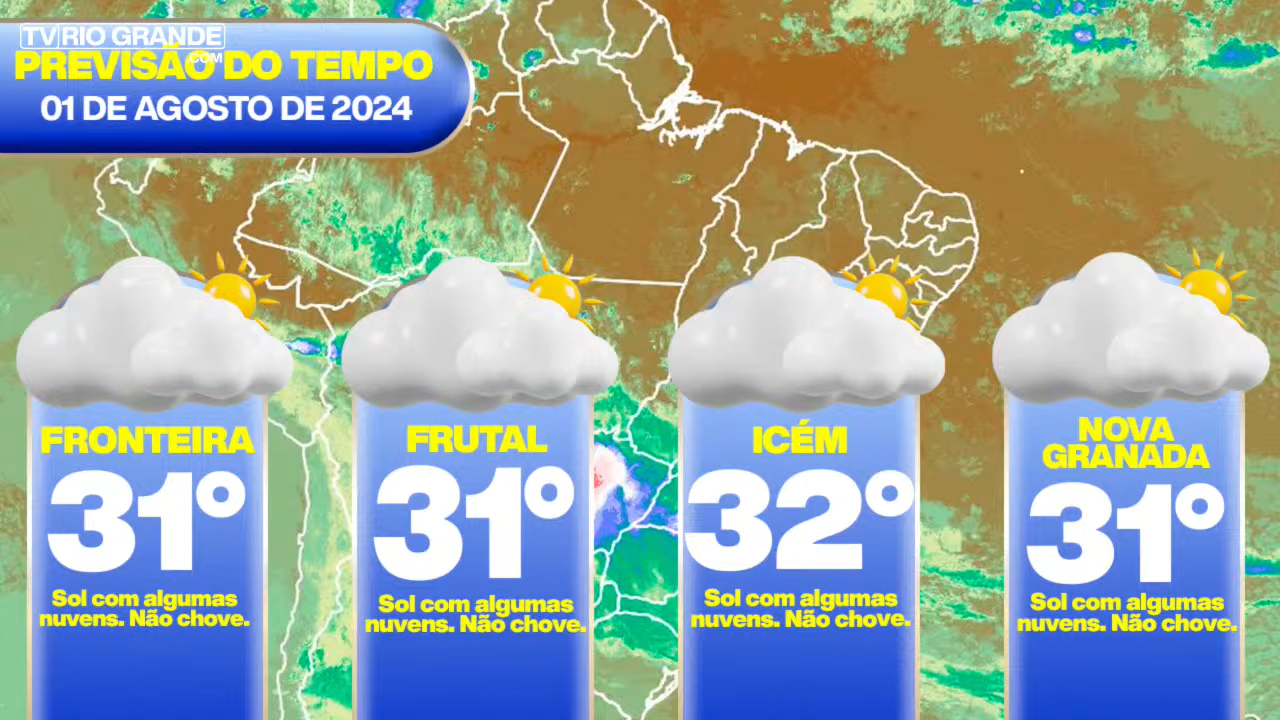 TV RIO GRANDE
.COM
PREVISÃO DO TEMPO
01 DE AGOSTO DE 2024
FRONTEIRA
31°
Sol com algumas
nuvens. Não chove.
FRUTAL
31°
Sol com algumas
nuvens. Não chove.
ICÉM
32°
Sol com algumas
nuvens. Não chove.
NOVA
GRANADA
31°
Sol com algumas
nuvens. Não chove.